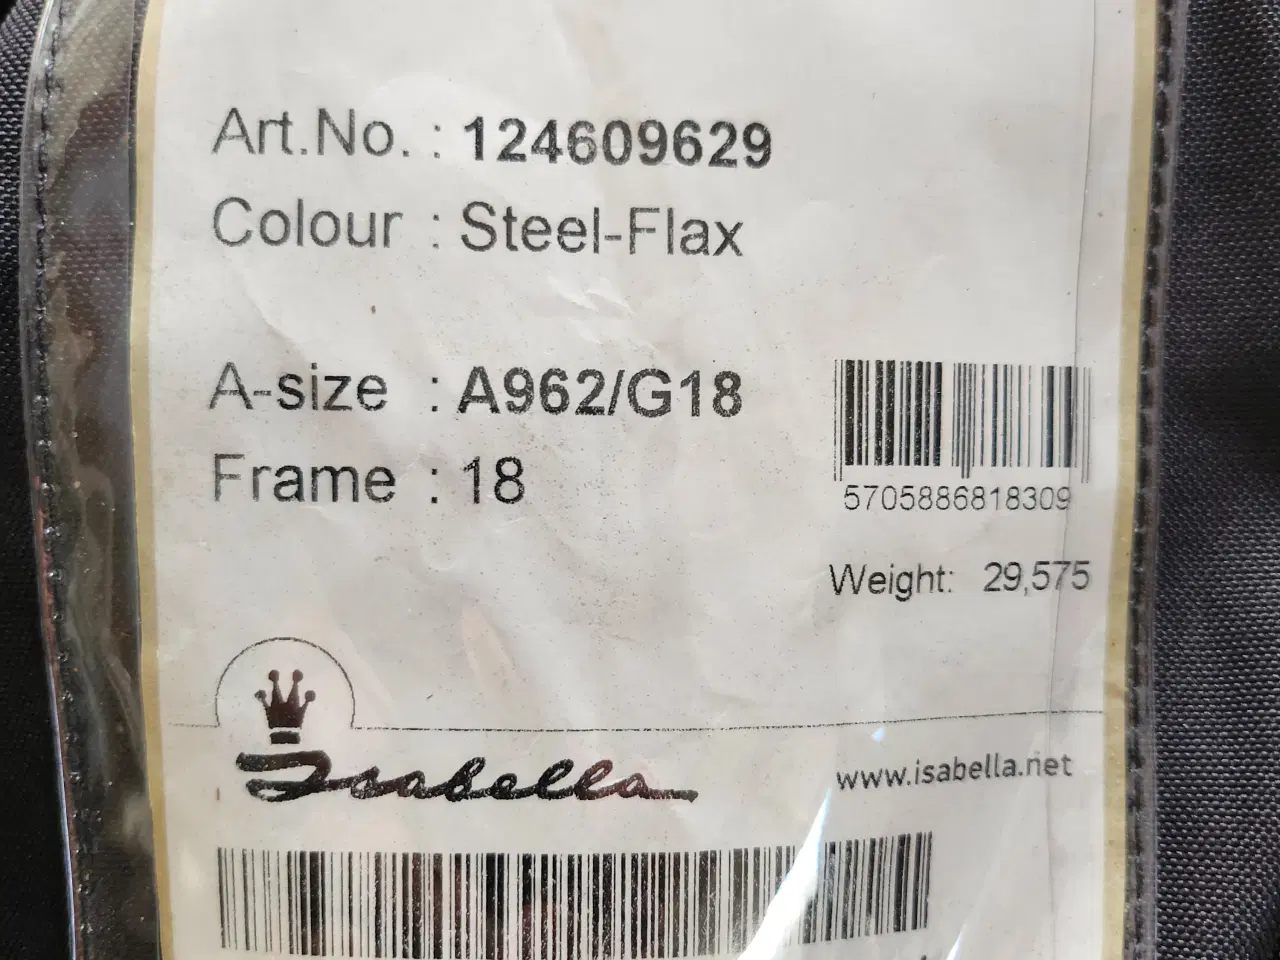 Art.No. : 124609629
Colour : Steel-Flax
A-size : A962/G18
Frame : 18
5705886818309
Weight: 29,575
Isabella
www.isabella.net